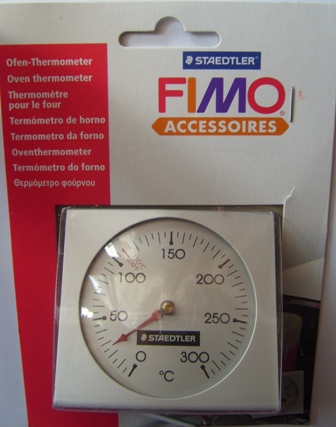 Ofen-Thermometer
Oven thermometer
Thermomètre
pour le four
Termómetro de horno
Termometro da forno
Oventhermometer
Termómetro do forno
Θερμόμετρο φούρνου
STAEDTLER
FIMO
ACCESSOIRES
0
50
100
150
200
250
300
STAEDTLER
°C